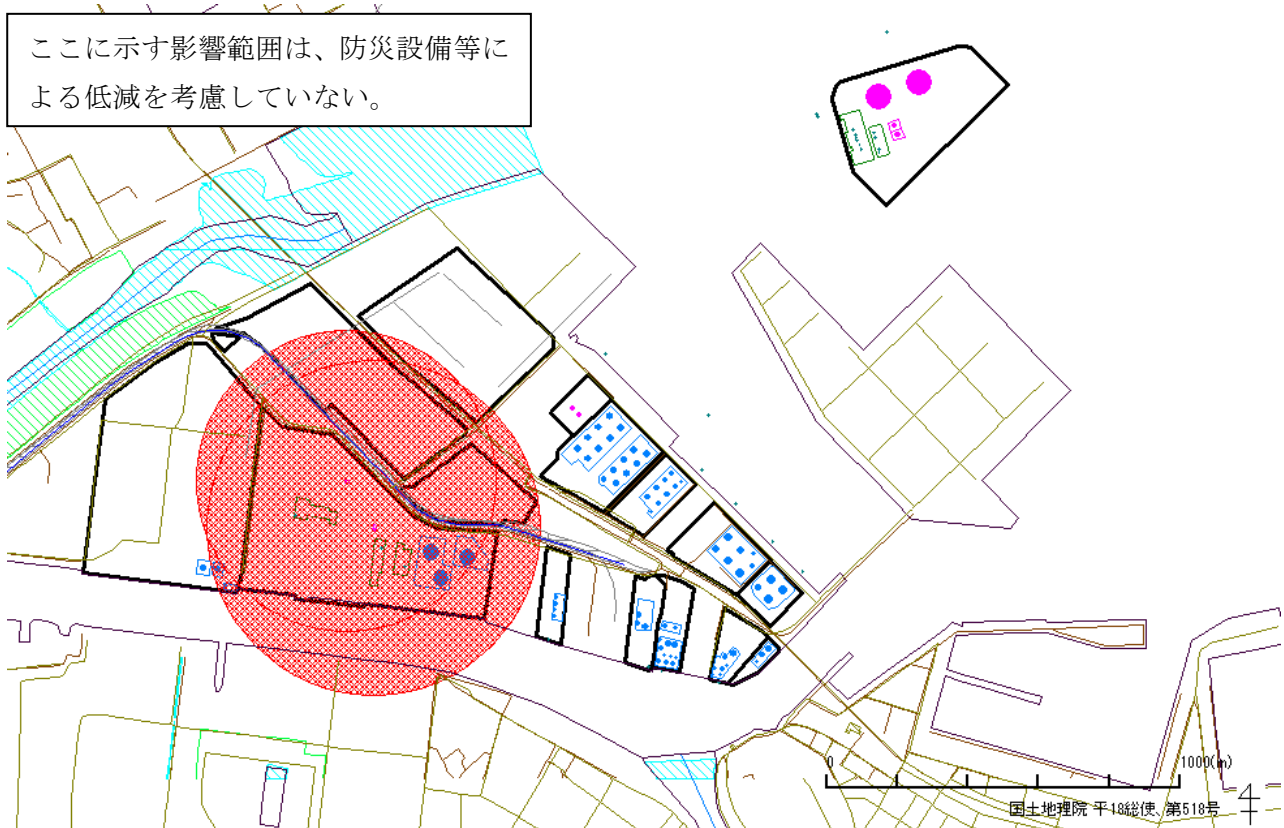 ここに示す影響範囲は、防災設備等に
よる低減を考慮していない。
0 1000(m)
国土地理院 平18総使、第518号